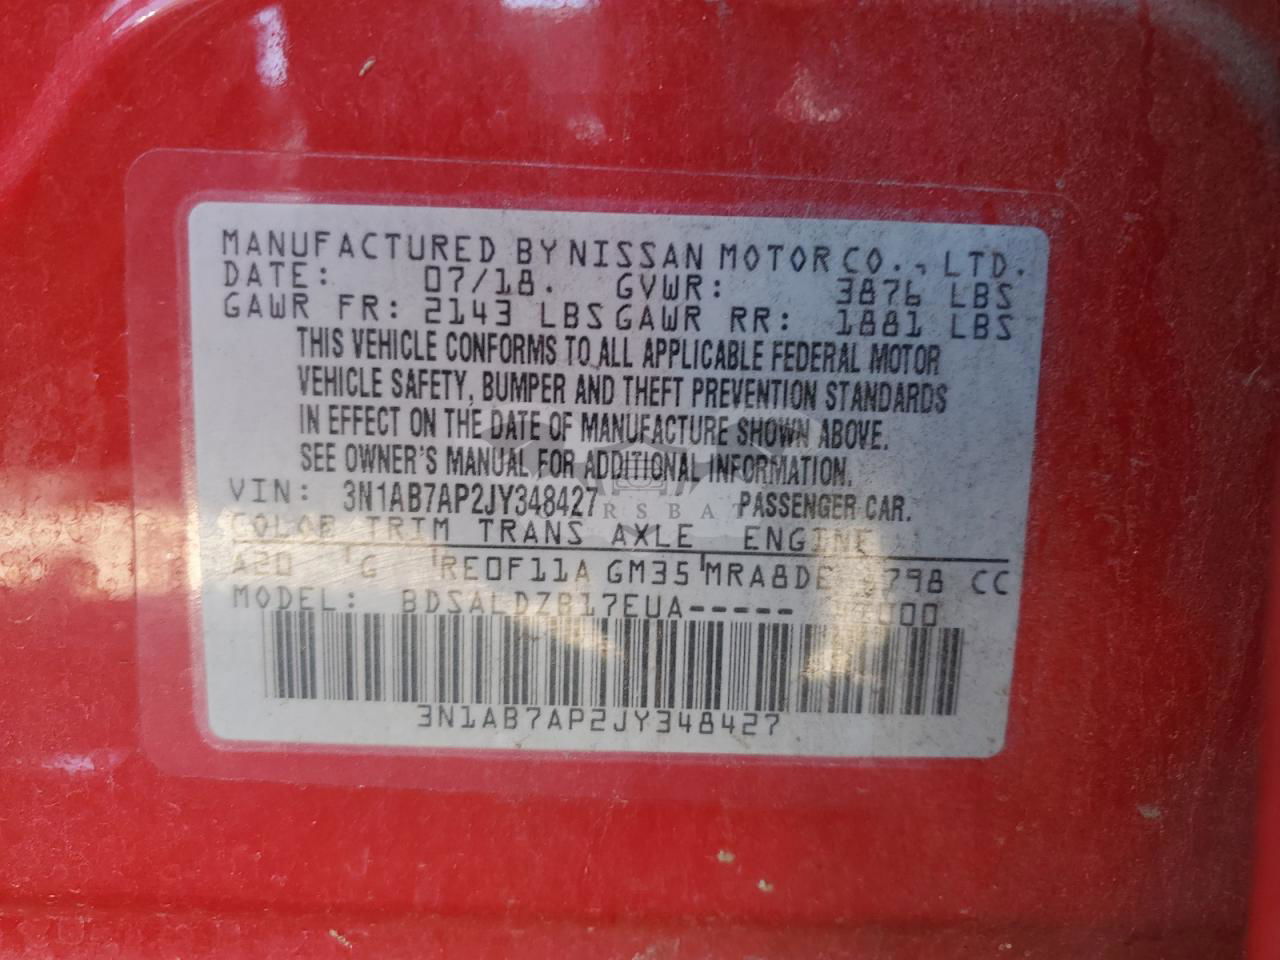 MANUFACTURED BY NISSAN MOTOR CO., LTD.
DATE: 07/18. GVWR: 3876 LBS
GAWR FR: 2143 LBS GAWR RR: 1881 LBS
THIS VEHICLE CONFORMS TO ALL APPLICABLE FEDERAL MOTOR
VEHICLE SAFETY, BUMPER AND THEFT PREVENTION STANDARDS
IN EFFECT ON THE DATE OF MANUFACTURE SHOWN ABOVE.
SEE OWNER'S MANUAL FOR ADDITIONAL INFORMATION.
VIN: 3N1AB7AP2JY348427 PASSENGER CAR.
COLOR TRIM TRANS AXLE ENGINE
A20 'G 'RE0F11A GM35 'MRA8DE 1798 CC
MODEL: BDSALDZB17EUA-----
3N1AB7AP2JY348427